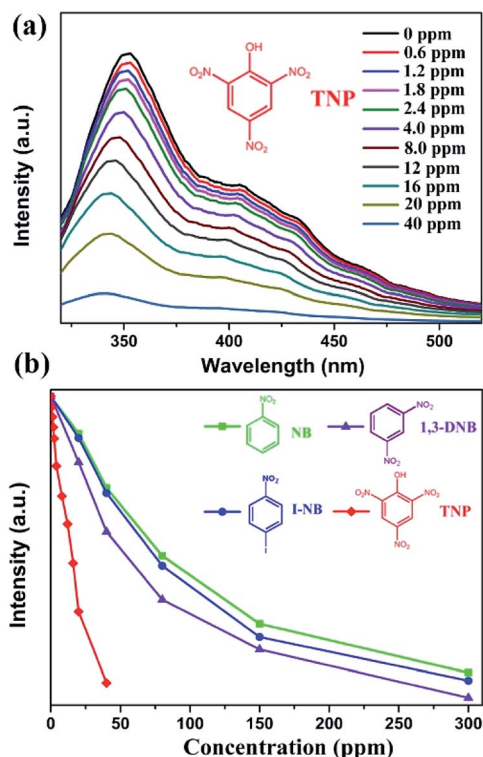 (a)
OH
O₂N
NO₂
NO₂
TNP
0 ppm
0.6 ppm
1.2 ppm
1.8 ppm
2.4 ppm
4.0 ppm
8.0 ppm
12 ppm
16 ppm
20 ppm
40 ppm
Intensity (a.u.)
350 400 450 500
Wavelength (nm)
(b)
NO₂
NB
NO₂
NO₂
1,3-DNB
NO₂
I
I-NB
OH
NO₂
NO₂
NO₂
TNP
Intensity (a.u.)
0 50 100 150 200 250 300
Concentration (ppm)